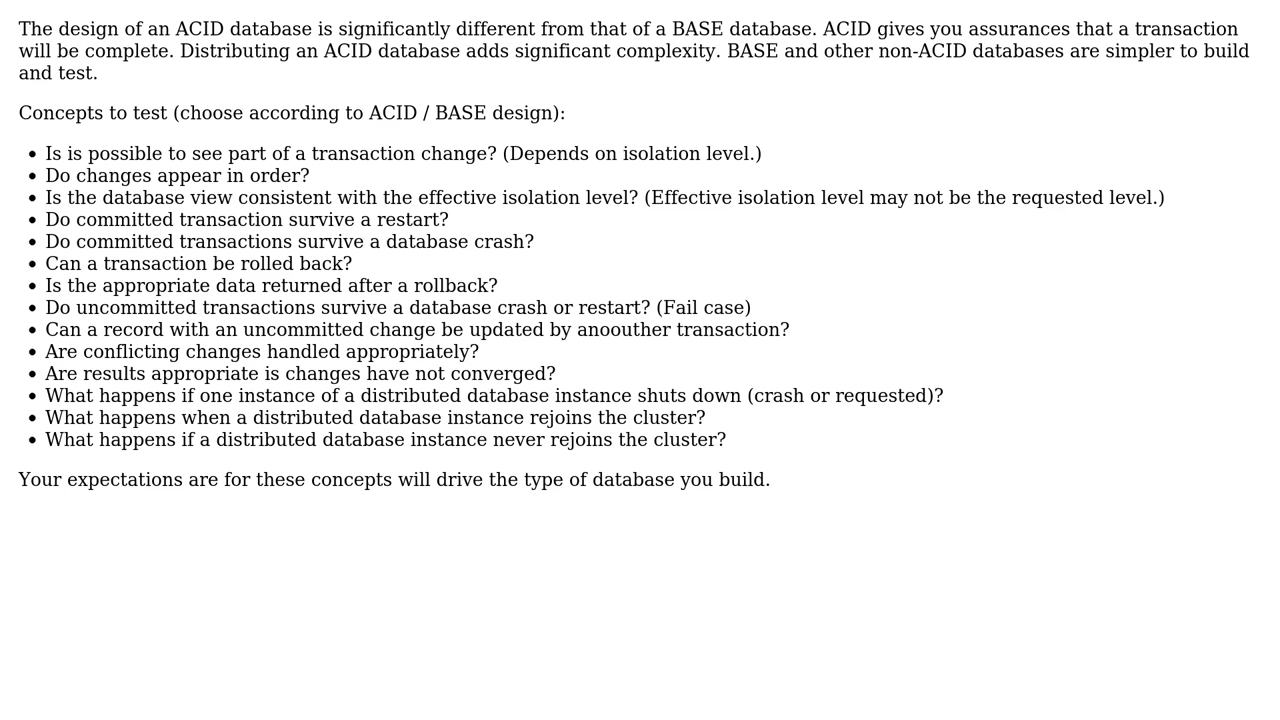 The design of an ACID database is significantly different from that of a BASE database. ACID gives you assurances that a transaction
will be complete. Distributing an ACID database adds significant complexity. BASE and other non-ACID databases are simpler to build
and test.
Concepts to test (choose according to ACID / BASE design):
• Is is possible to see part of a transaction change? (Depends on isolation level.)
• Do changes appear in order?
• Is the database view consistent with the effective isolation level? (Effective isolation level may not be the requested level.)
• Do committed transaction survive a restart?
• Do committed transactions survive a database crash?
• Can a transaction be rolled back?
• Is the appropriate data returned after a rollback?
• Do uncommitted transactions survive a database crash or restart? (Fail case)
• Can a record with an uncommitted change be updated by anoouther transaction?
• Are conflicting changes handled appropriately?
• Are results appropriate is changes have not converged?
• What happens if one instance of a distributed database instance shuts down (crash or requested)?
• What happens when a distributed database instance rejoins the cluster?
• What happens if a distributed database instance never rejoins the cluster?
Your expectations are for these concepts will drive the type of database you build.